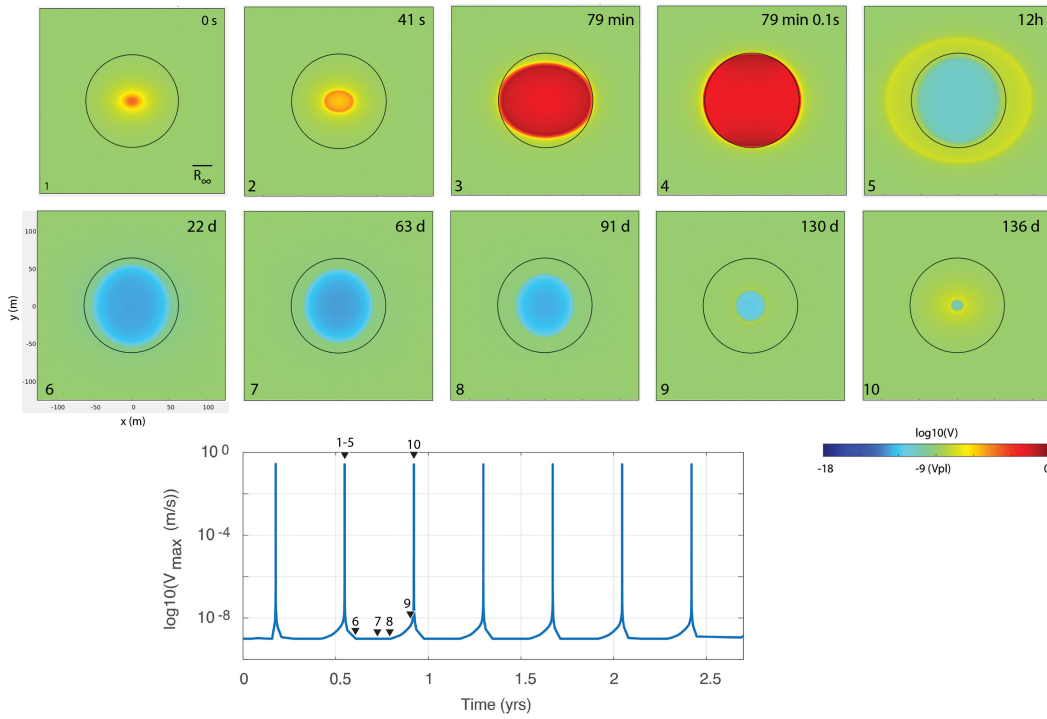 0 s
R∞
1
41 s
2
79 min
3
79 min 0.1s
4
12h
5
22 d
100
50
0
-50
-100
y (m)
6
-100 -50 0 50 100
x (m)
63 d
7
91 d
8
130 d
9
136 d
10
log10(V)
-18 -9 (Vpl) 0
1-5 10
10 0
10 -4
10 -8
log10(Vmax (m/s))
6 7 8 9
0 0.5 1 1.5 2 2.5
Time (yrs)